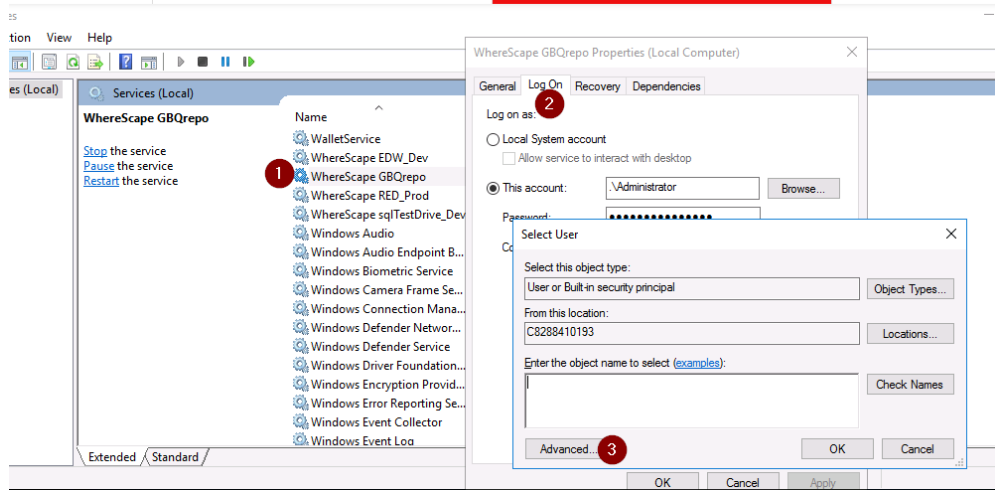 es
tion View Help
es (Local)
Services (Local)
WhereScape GBQrepo
Stop the service
Pause the service
Restart the service
Name
WalletService
WhereScape EDW_Dev
1
WhereScape GBQrepo
WhereScape RED_Prod
WhereScape sqlTestDrive_Dev
Windows Audio
Windows Audio Endpoint B...
Windows Biometric Service
Windows Camera Frame Se...
Windows Connection Mana...
Windows Defender Networ...
Windows Defender Service
Windows Driver Foundation...
Windows Encryption Provid...
Windows Error Reporting Se...
Windows Event Collector
Windows Event Log
Extended Standard
WhereScape GBQrepo Properties (Local Computer)
General Log On Recovery Dependencies
2
Log on as:
Local System account
Allow service to interact with desktop
This account: .\Administrator Browse...
Password:
Co
Select User
Select this object type:
User or Built-in security principal Object Types...
From this location:
C8288410193 Locations...
Enter the object name to select (examples):
Check Names
Advanced... 3 OK Cancel
OK Cancel Apply